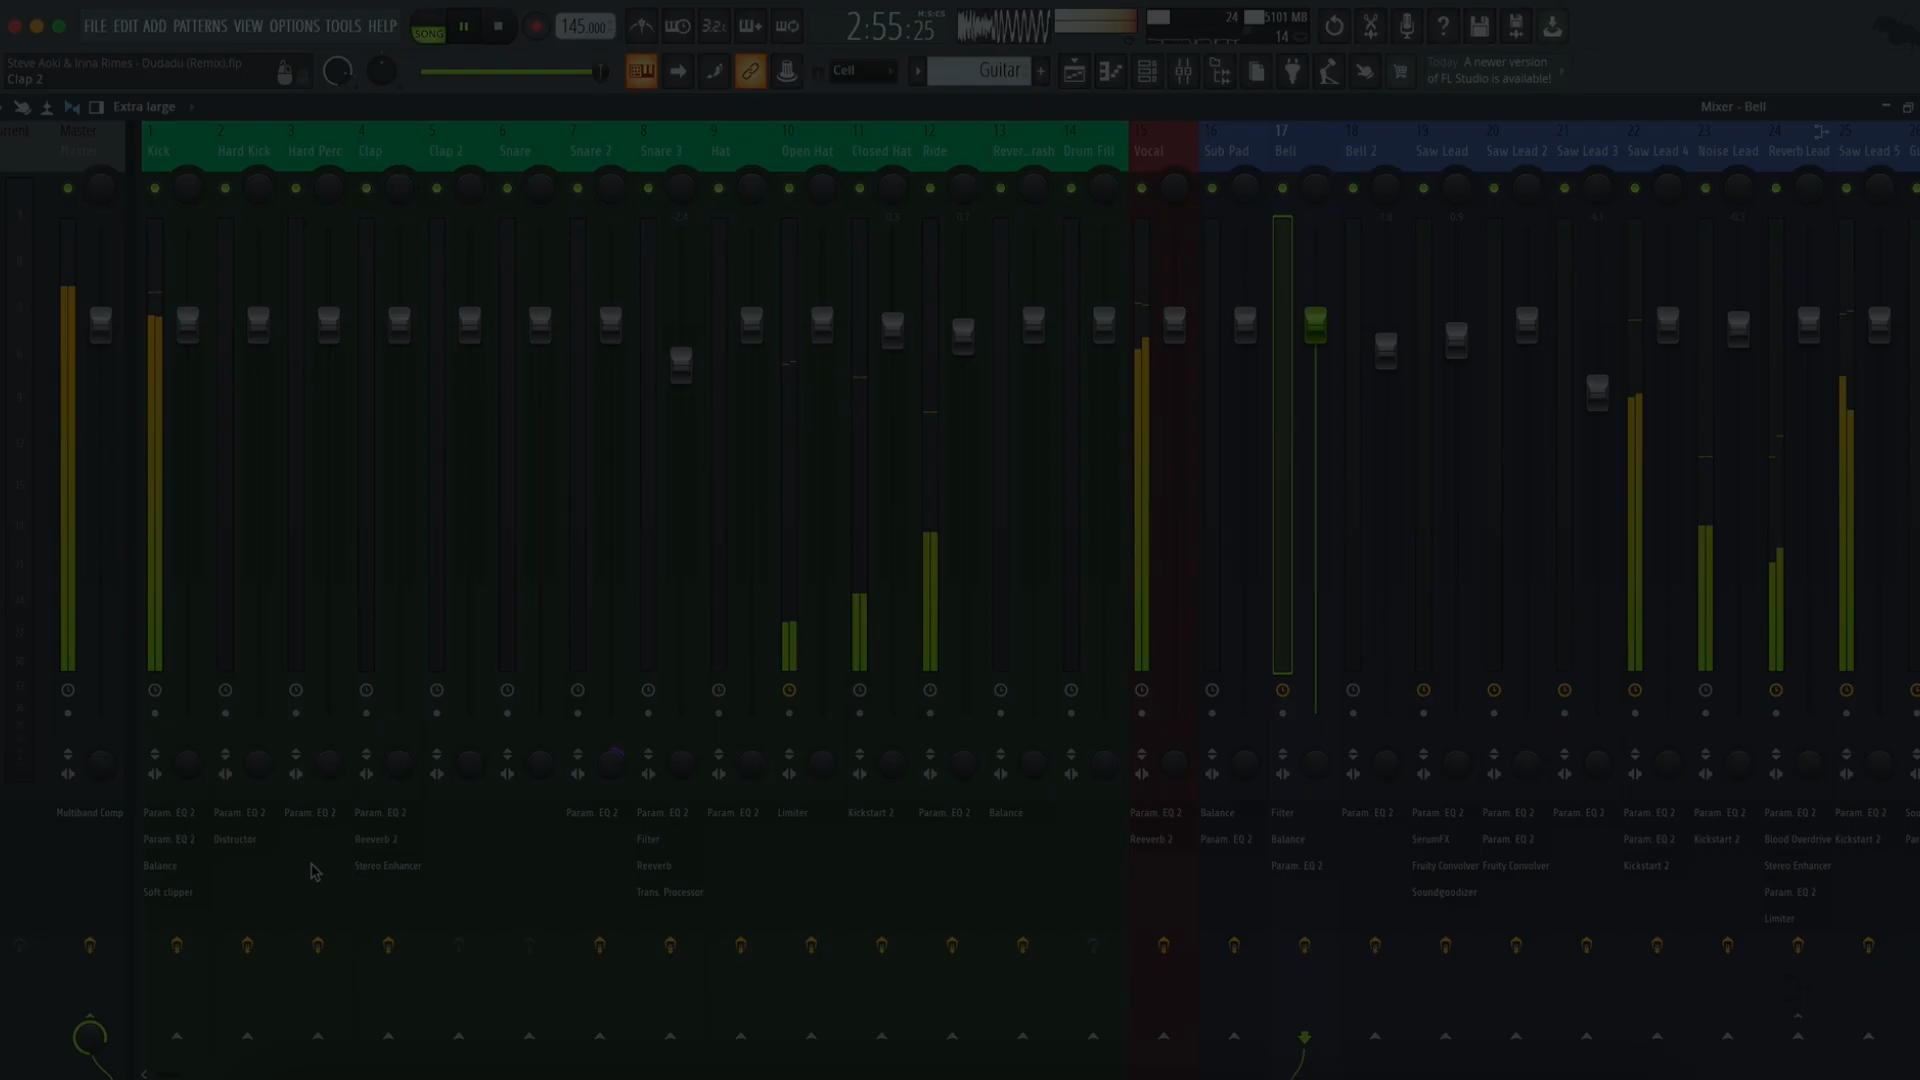 FILE EDIT ADD PATTERNS VIEW OPTIONS TOOLS HELP
SONG
145.000
3.2.
2:55:25
M:S:CS
24
5101 MB
14
Steve Aoki & Irina Rimes - Dudadu (Remix).flp
Clap 2
Cell
Guitar
Today A newer version
of FL Studio is available!
Extra large
Mixer - Bell
Master
1 2 3 4 5 6 7 8 9 10 11 12 13 14 15 16 17 18 19 20 21 22 23 24 25
Master Kick Hard Kick Hard Perc Clap Clap 2 Snare Snare 2 Snare 3 Hat Open Hat Closed Hat Ride Rever...rash Drum Fill Vocal Sub Pad Bell Bell 2 Saw Lead Saw Lead 2 Saw Lead 3 Saw Lead 4 Noise Lead Reverb Lead Saw Lead 5
Multiband Comp Param. EQ 2 Param. EQ 2 Param. EQ 2 Param. EQ 2 Param. EQ 2 Param. EQ 2 Param. EQ 2 Limiter Kickstart 2 Param. EQ 2 Balance Param. EQ 2 Balance Filter Param. EQ 2 Param. EQ 2 Param. EQ 2 Param. EQ 2 Param. EQ 2 Param. EQ 2 Param. EQ 2 Param. EQ 2
Param. EQ 2 Distructor Reeverb 2 Filter Reeverb 2 Param. EQ 2 Balance SerumFX Param. EQ 2 Param. EQ 2 Kickstart 2 Blood Overdrive Kickstart 2
Balance Stereo Enhancer Reeverb Param. EQ 2 Fruity Convolver Fruity Convolver Kickstart 2 Stereo Enhancer
Soft clipper Trans. Processor Soundgoodizer Param. EQ 2
Limiter